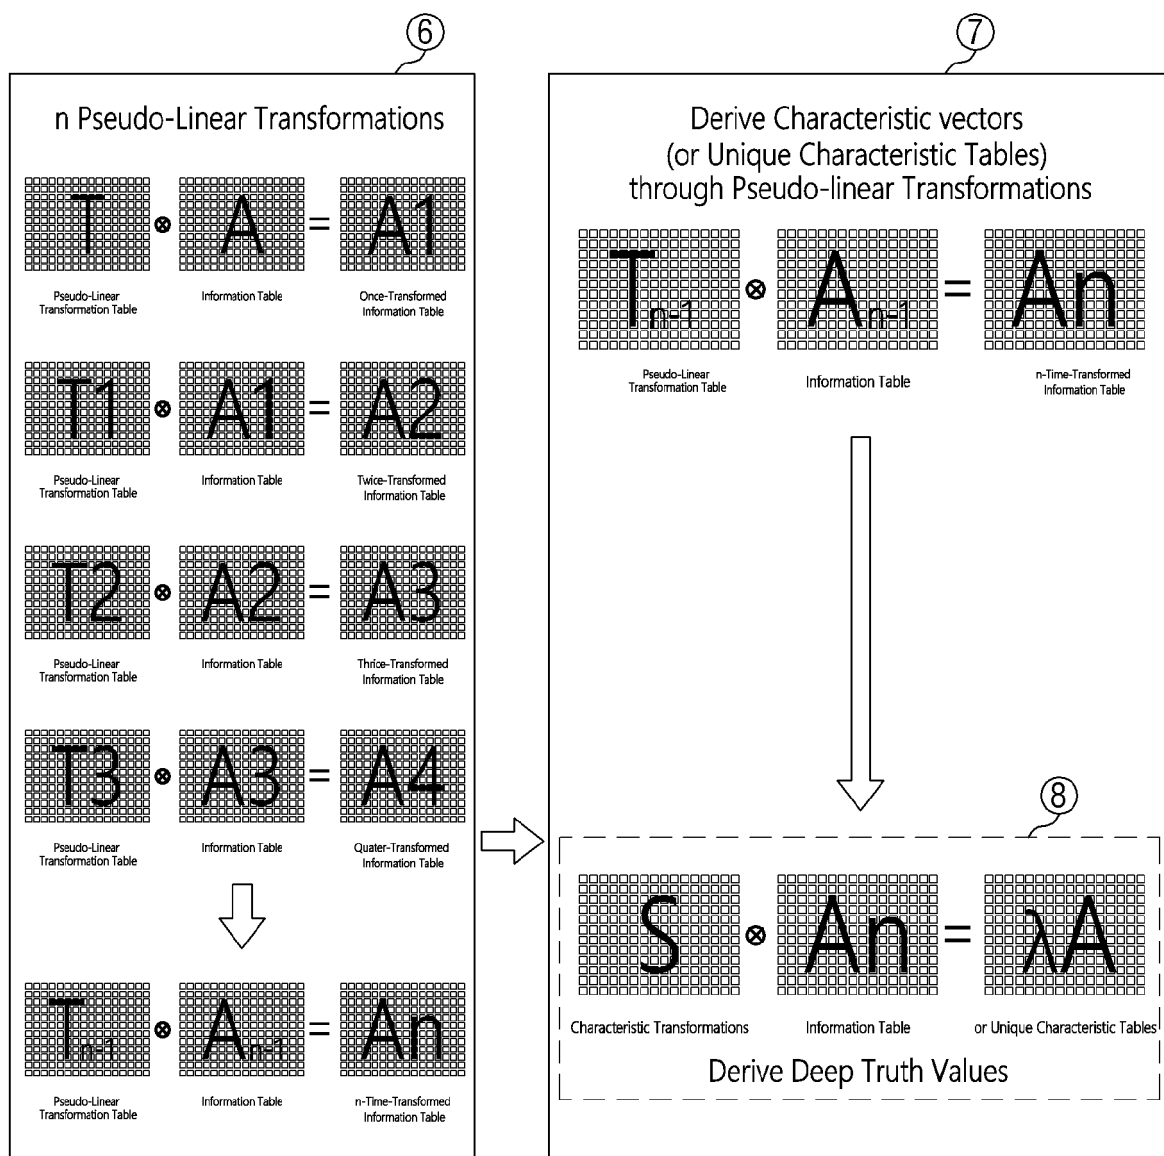 ⑥
n Pseudo-Linear Transformations
T ⊗ A = A1
Pseudo-Linear
Transformation Table
Information Table
Once-Transformed
Information Table
T1 ⊗ A1 = A2
Pseudo-Linear
Transformation Table
Information Table
Twice-Transformed
Information Table
T2 ⊗ A2 = A3
Pseudo-Linear
Transformation Table
Information Table
Thrice-Transformed
Information Table
T3 ⊗ A3 = A4
Pseudo-Linear
Transformation Table
Information Table
Quater-Transformed
Information Table
Tn-1 ⊗ An-1 = An
Pseudo-Linear
Transformation Table
Information Table
n-Time-Transformed
Information Table
⑦
Derive Characteristic vectors
(or Unique Characteristic Tables)
through Pseudo-linear Transformations
Tn-1 ⊗ An-1 = An
Pseudo-Linear
Transformation Table
Information Table
n-Time-Transformed
Information Table
⑧
S ⊗ An = λA
Characteristic Transformations
Information Table
or Unique Characteristic Tables
Derive Deep Truth Values